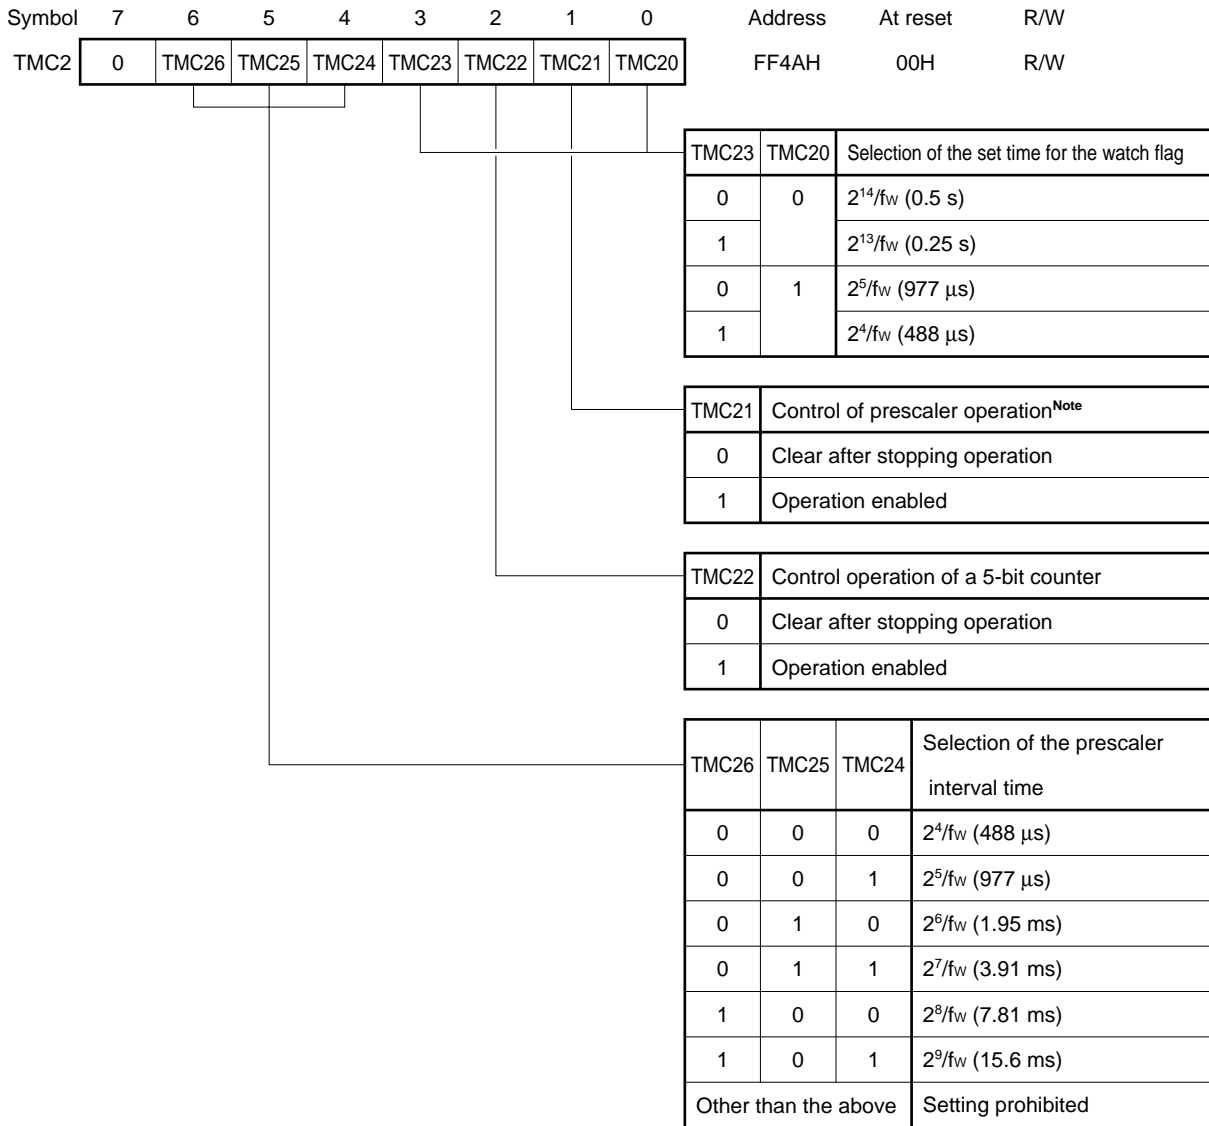 Symbol 7 6 5 4 3 2 1 0 Address At reset R/W
TMC2 0 TMC26 TMC25 TMC24 TMC23 TMC22 TMC21 TMC20 FF4AH 00H R/W
TMC23 TMC20 Selection of the set time for the watch flag
0 0 2¹⁴/fW (0.5 s)
1 2¹³/fW (0.25 s)
0 1 2⁵/fW (977 µs)
1 2⁴/fW (488 µs)
TMC21 Control of prescaler operationNote
0 Clear after stopping operation
1 Operation enabled
TMC22 Control operation of a 5-bit counter
0 Clear after stopping operation
1 Operation enabled
TMC26 TMC25 TMC24 Selection of the prescaler
interval time
0 0 0 2⁴/fW (488 µs)
0 0 1 2⁵/fW (977 µs)
0 1 0 2⁶/fW (1.95 ms)
0 1 1 2⁷/fW (3.91 ms)
1 0 0 2⁸/fW (7.81 ms)
1 0 1 2⁹/fW (15.6 ms)
Other than the above Setting prohibited